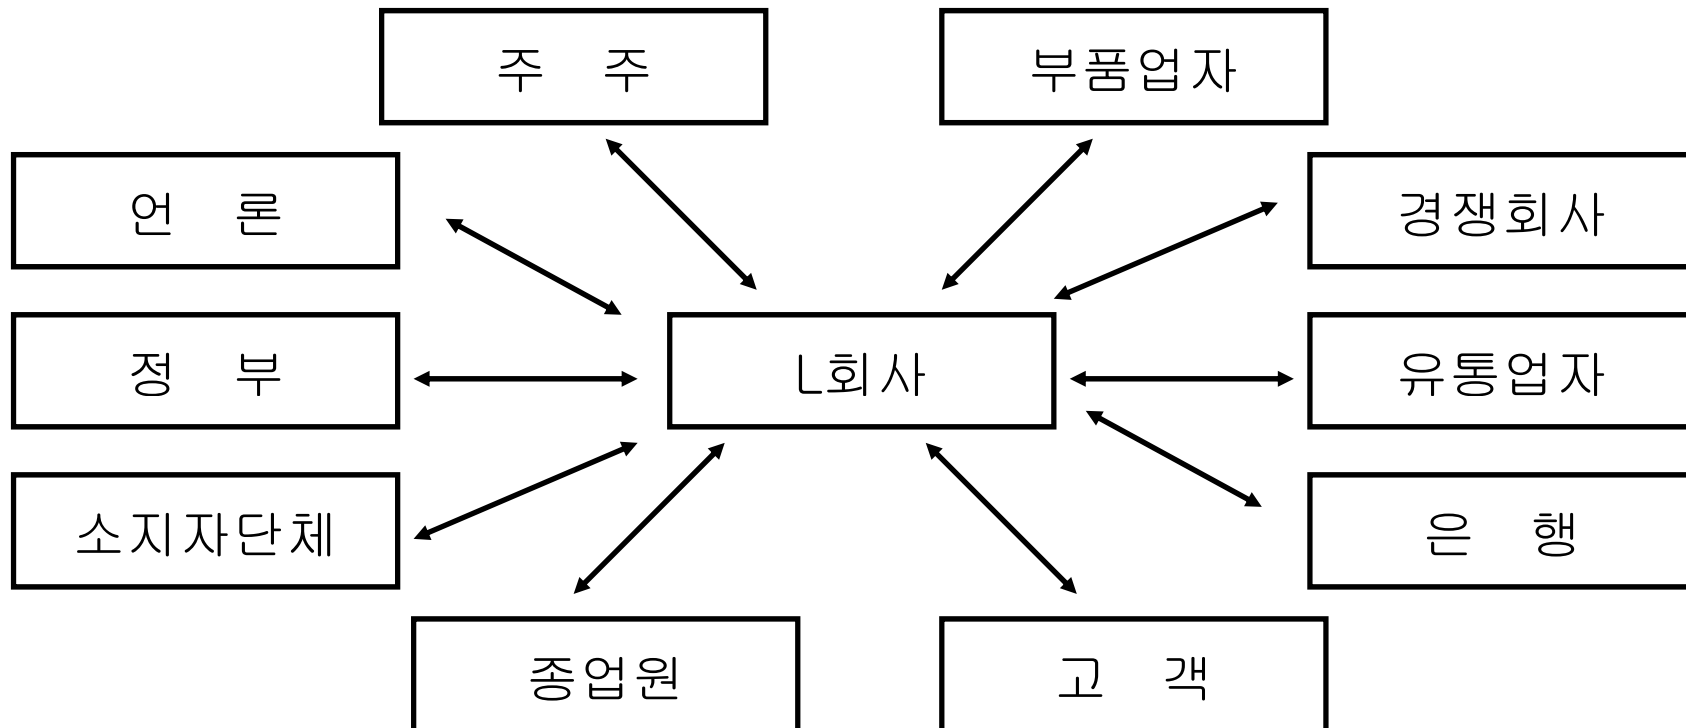 주 주
부품업자
언 론
경쟁회사
정 부
L회사
유통업자
소지자단체
은 행
종업원
고 객